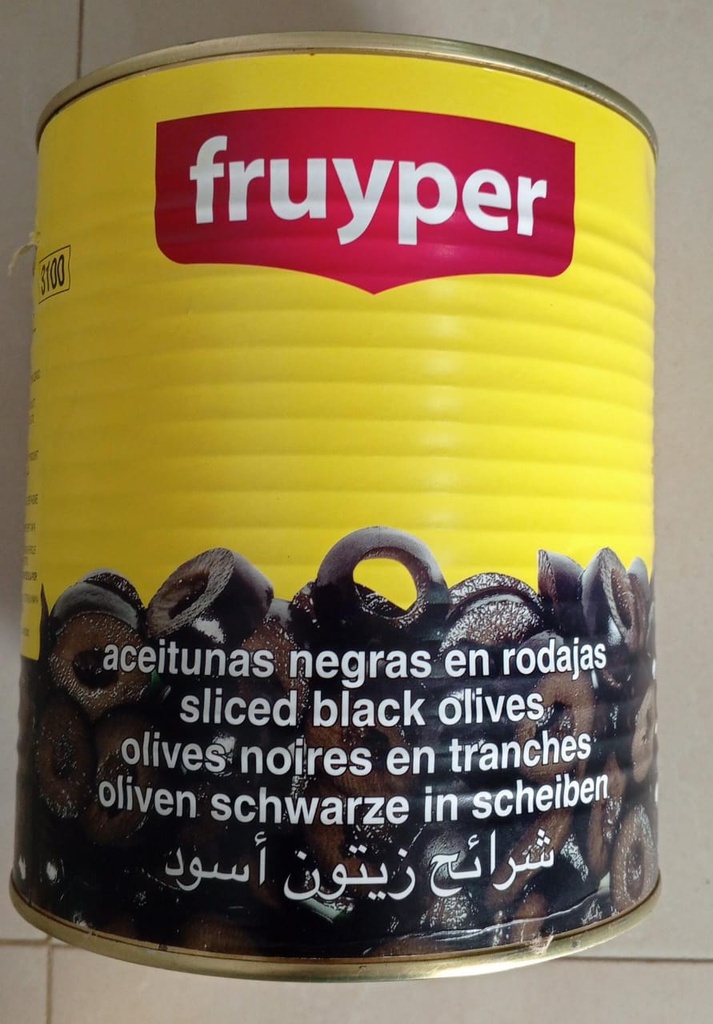 fruyper
3100
aceitunas negras en rodajas
sliced black olives
olives noires en tranches
oliven schwarze in scheiben
شرائح زيتون أسود